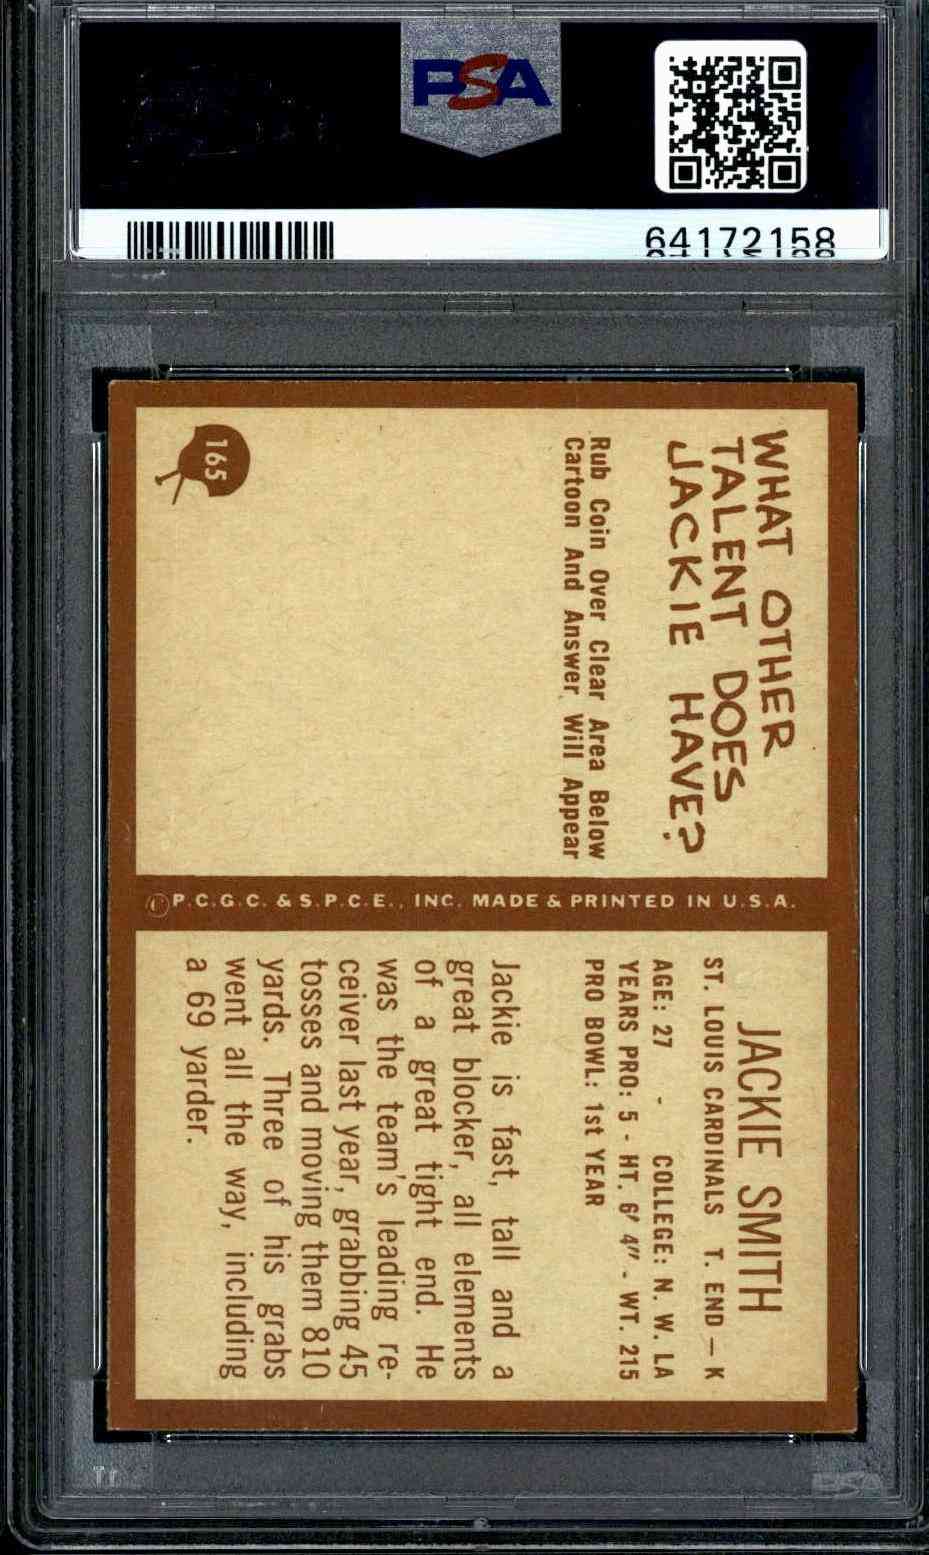 PSA
64172158
WHAT OTHER
TALENT DOES
JACKIE HAVE?
Rub Coin Over Clear Area Below
Cartoon And Answer Will Appear
165
© P.C.G.C. & S.P.C.E., INC. MADE & PRINTED IN U.S.A.
JACKIE SMITH
ST. LOUIS CARDINALS T. END — K
AGE: 27 - COLLEGE: N. W. LA
YEARS PRO: 5 - HT. 6' 4" - WT. 215
PRO BOWL: 1st YEAR
Jackie is fast, tall and a
great blocker, all elements
of a great tight end. He
was the team's leading re-
ceiver last year, grabbing 45
tosses and moving them 810
yards. Three of his grabs
went all the way, including
a 69 yarder.
PSA